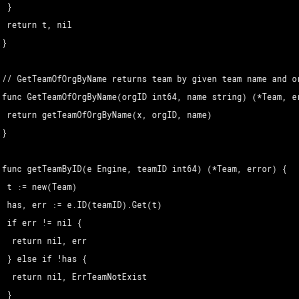 }
return t, nil
}
// GetTeamOfOrgByName returns team by given team name and
func GetTeamOfOrgByName(orgID int64, name string) (*Team,
return getTeamOfOrgByName(x, orgID, name)
}
func getTeamByID(e Engine, teamID int64) (*Team, error) {
t := new(Team)
has, err := e.ID(teamID).Get(t)
if err != nil {
return nil, err
} else if !has {
return nil, ErrTeamNotExist
}